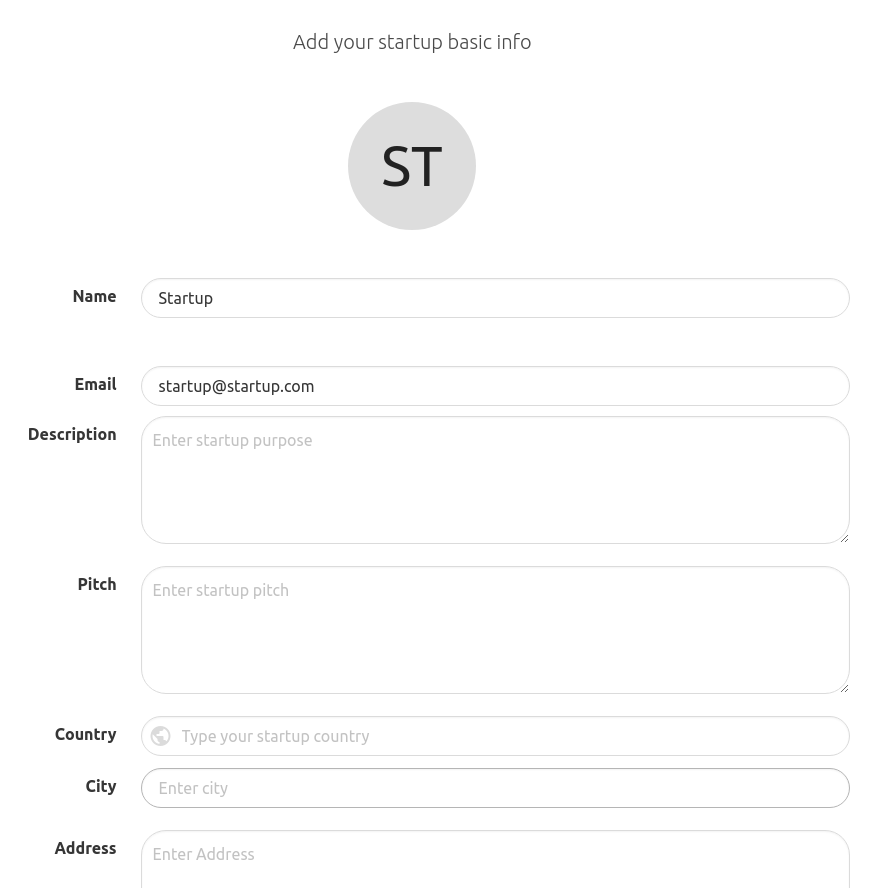 Add your startup basic info
ST
Name
Startup
Email
startup@startup.com
Description
Enter startup purpose
Pitch
Enter startup pitch
Country
Type your startup country
City
Enter city
Address
Enter Address